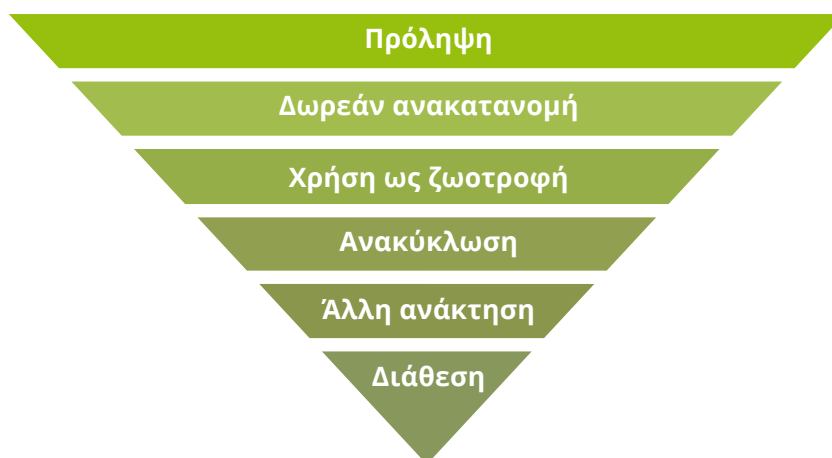 Πρόληψη
Δωρεάν ανακατανομή
Χρήση ως ζωοτροφή
Ανακύκλωση
Άλλη ανάκτηση
Διάθεση